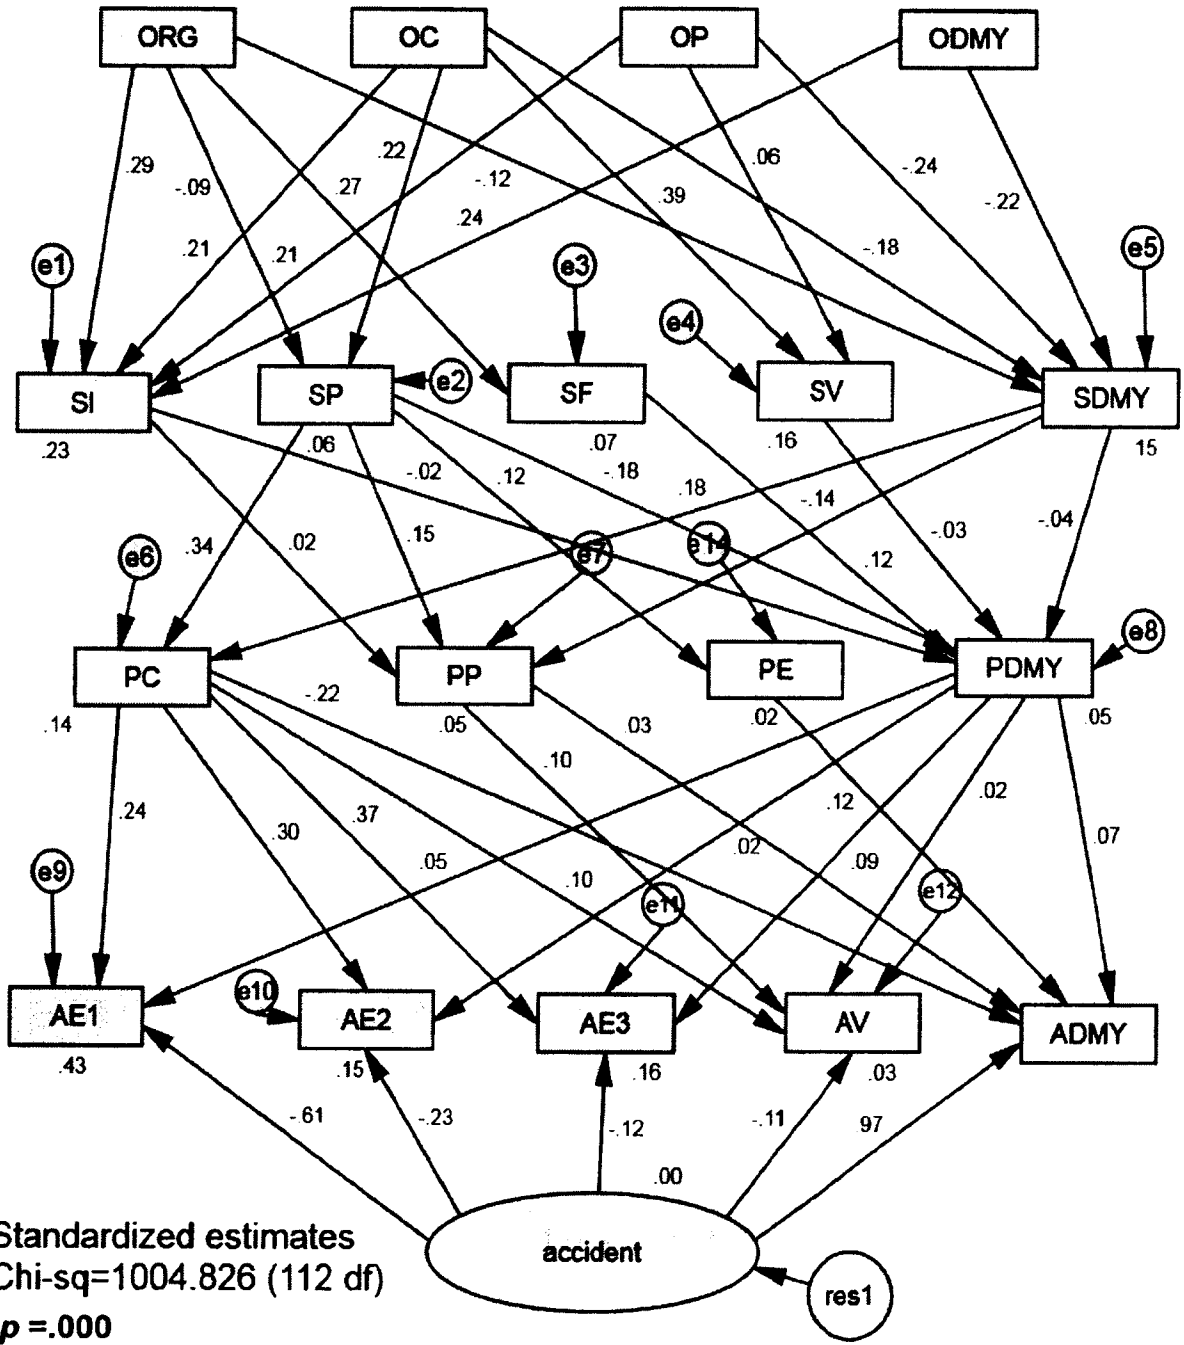 ORG OC OP ODMY
.29 -.09 .27 .22 -.12 .39 .06 -.24 -.22
.21 .21 .24 -.18
e1 e3 e4 e5
SI SP e2 SF SV SDMY
.23 .06 .07 .16 15
-.02 .12 -.18 .18 -.14
.34 .02 .15 -.03 -.04 .12
e6 e7 e14 e8
PC PP PE PDMY
.14 -.22 .05 .03 .02 .05
.10
.24 .30 .37 .12 .02 .07
.05 .10 .02 .09
e9 e10 e11 e12
AE1 AE2 AE3 AV ADMY
.43 .15 .16 .03
-.61 -.23 -.12 -.11 97
.00
accident
res1
Standardized estimates
Chi-sq=1004.826 (112 df)
p =.000